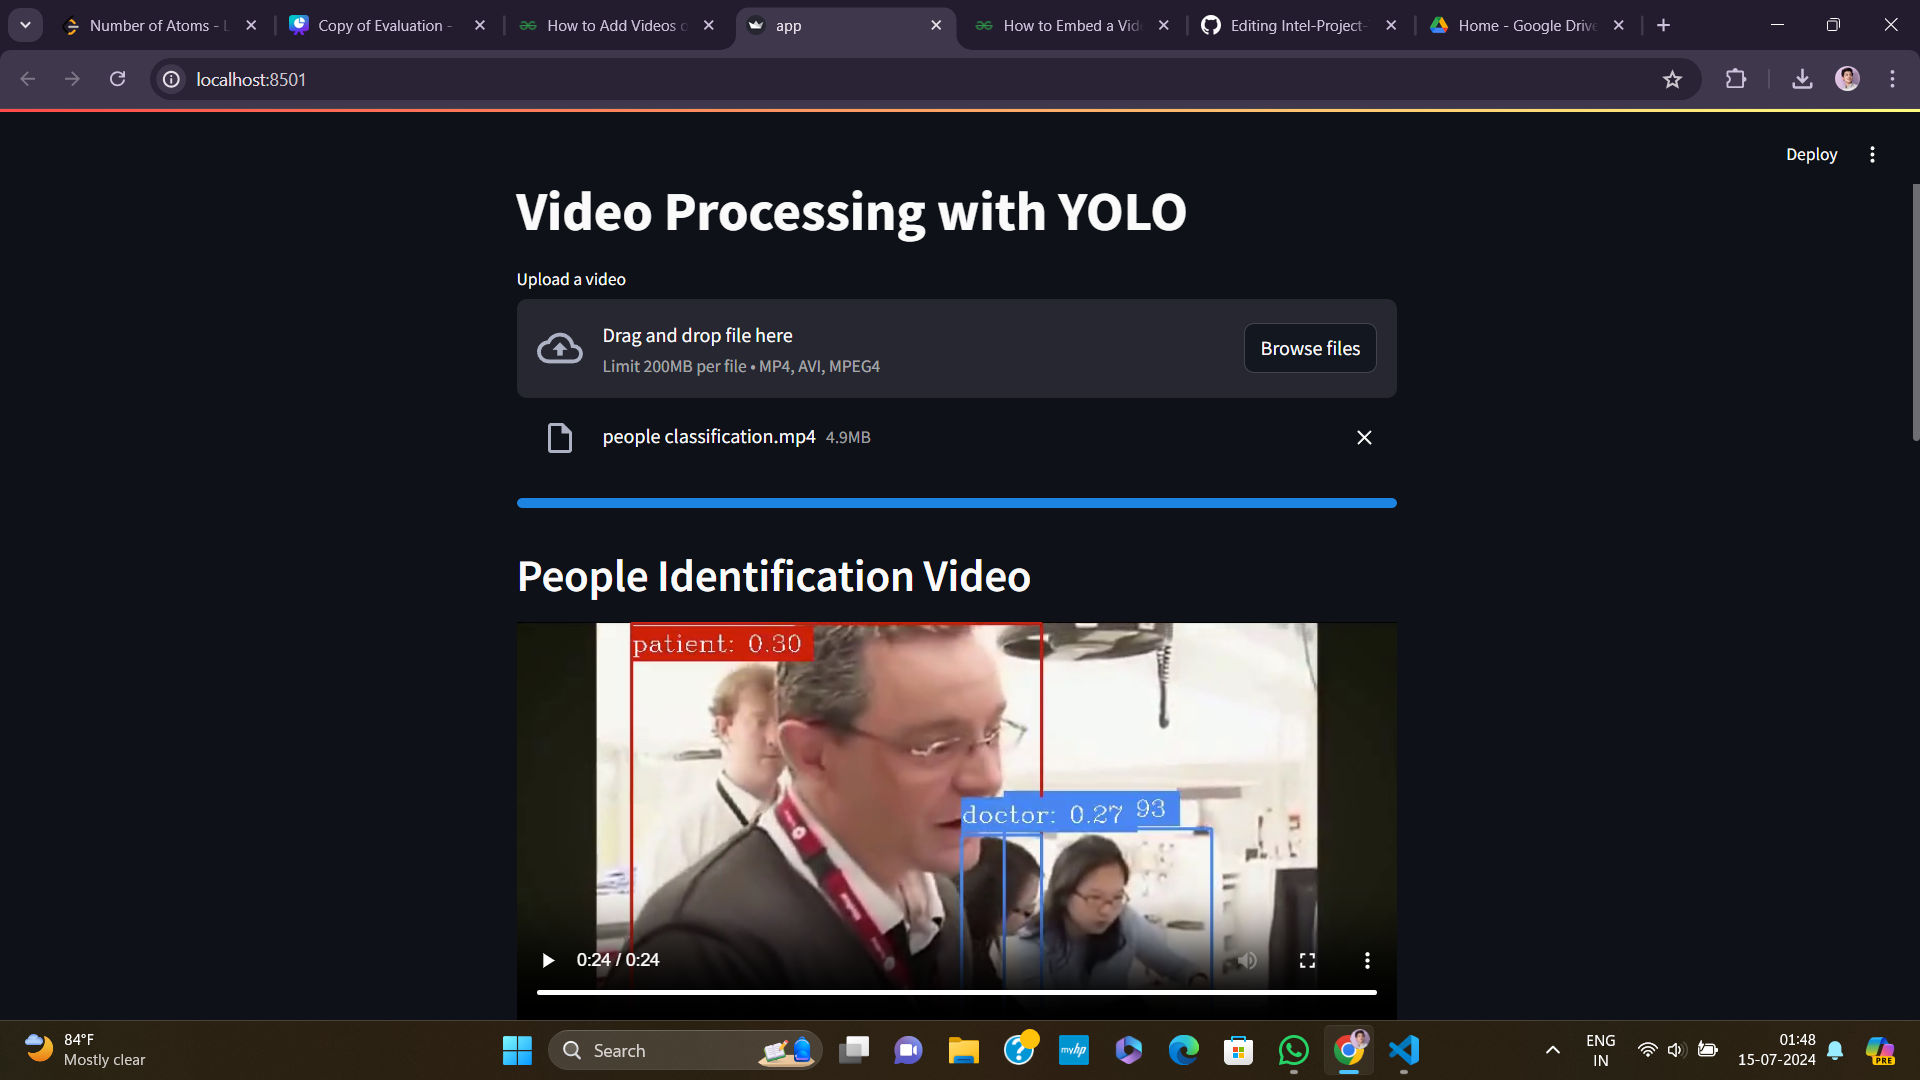 Number of Atoms - L
Copy of Evaluation -
How to Add Videos o
app
How to Embed a Vid
Editing Intel-Project-
Home - Google Drive
localhost:8501
Deploy
Video Processing with YOLO
Upload a video
Drag and drop file here
Limit 200MB per file • MP4, AVI, MPEG4
Browse files
people classification.mp4 4.9MB
People Identification Video
patient: 0.30
doctor: 0.27 93
0:24 / 0:24
84°F
Mostly clear
Search
myhp
ENG
IN
01:48
15-07-2024
PRE